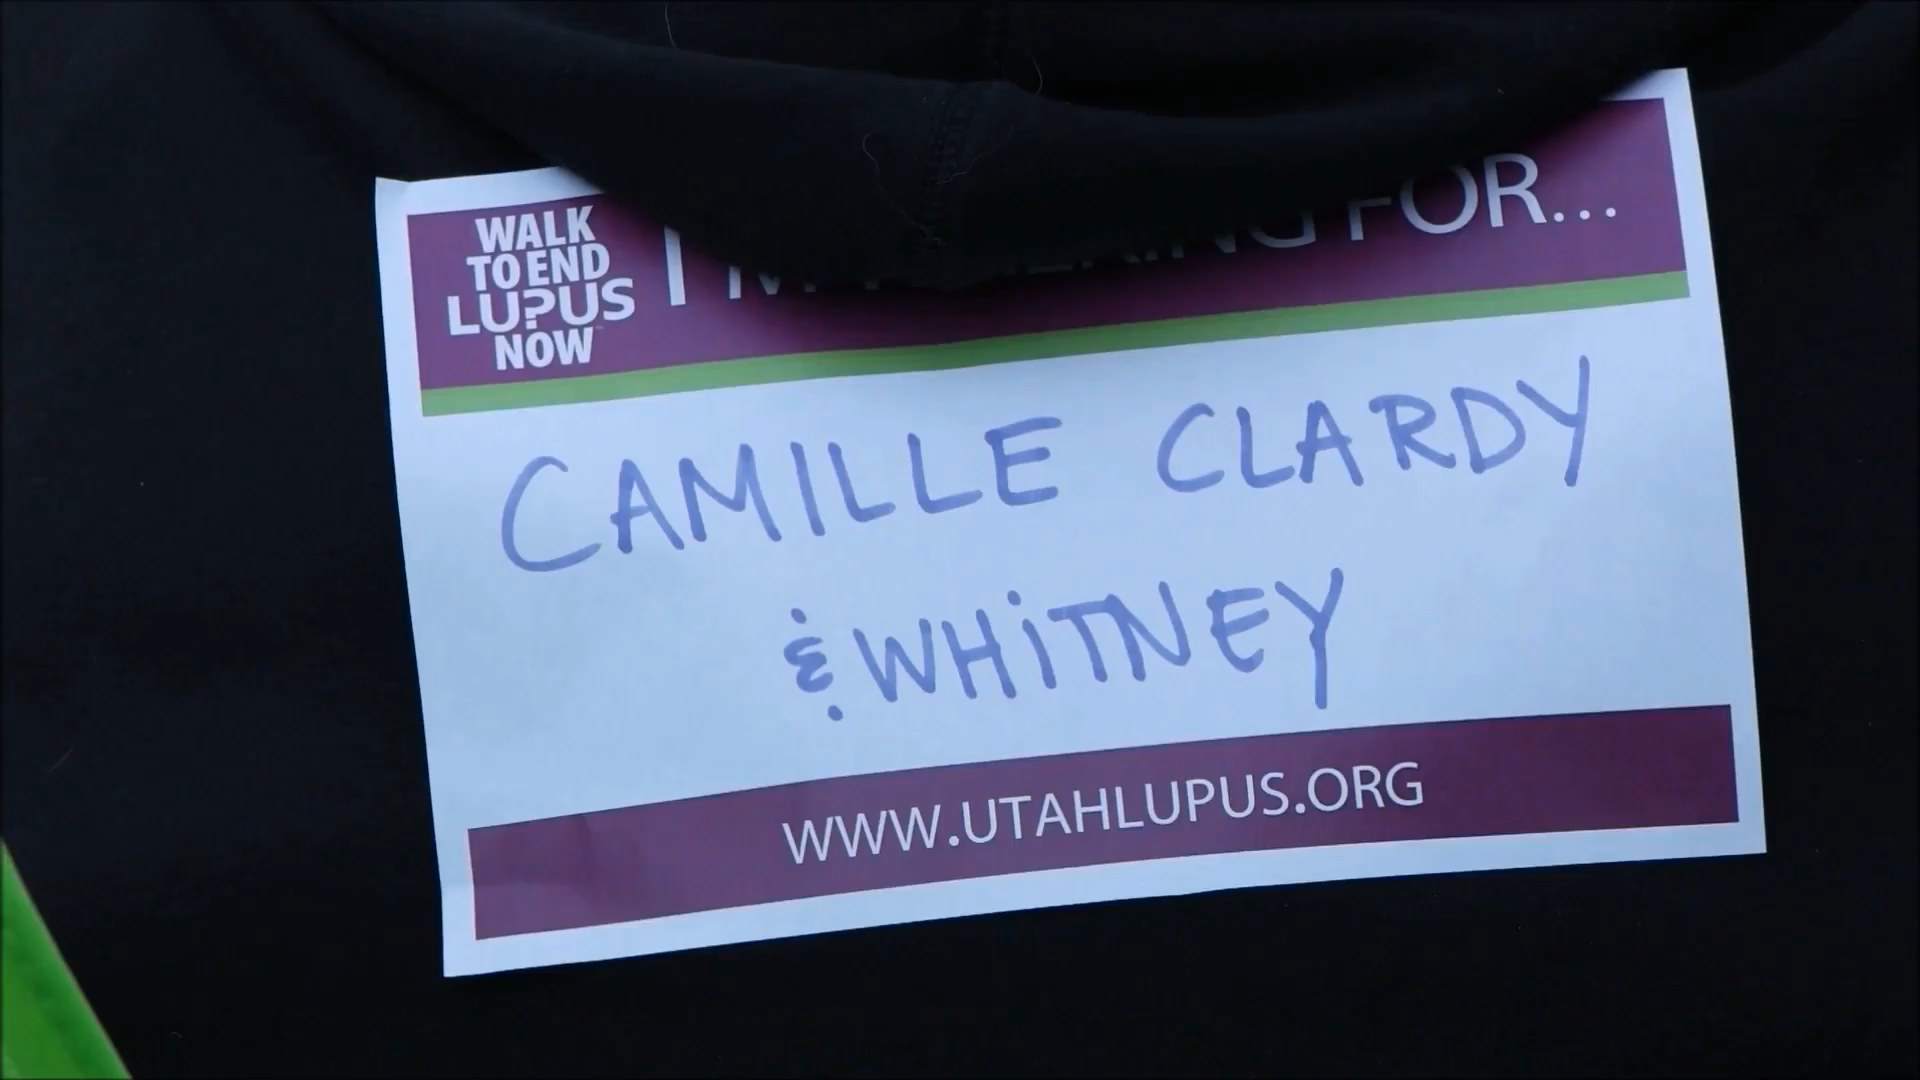 WALK
TO END
LUPUS
NOW
FOR...
CAMILLE CLARDY
& WHITNEY
WWW.UTAHLUPUS.ORG